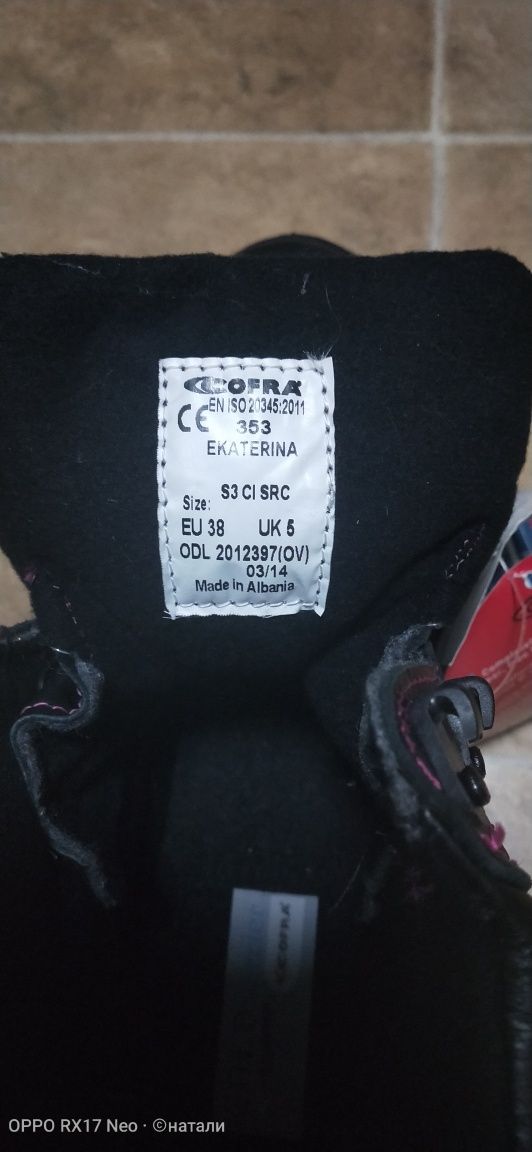 COFRA
CE EN ISO 20345:2011
353
EKATERINA
S3 CI SRC
Size:
EU 38 UK 5
ODL 2012397(OV)
03/14
Made in Albania
COFRA
OPPO RX17 Neo · ©натали